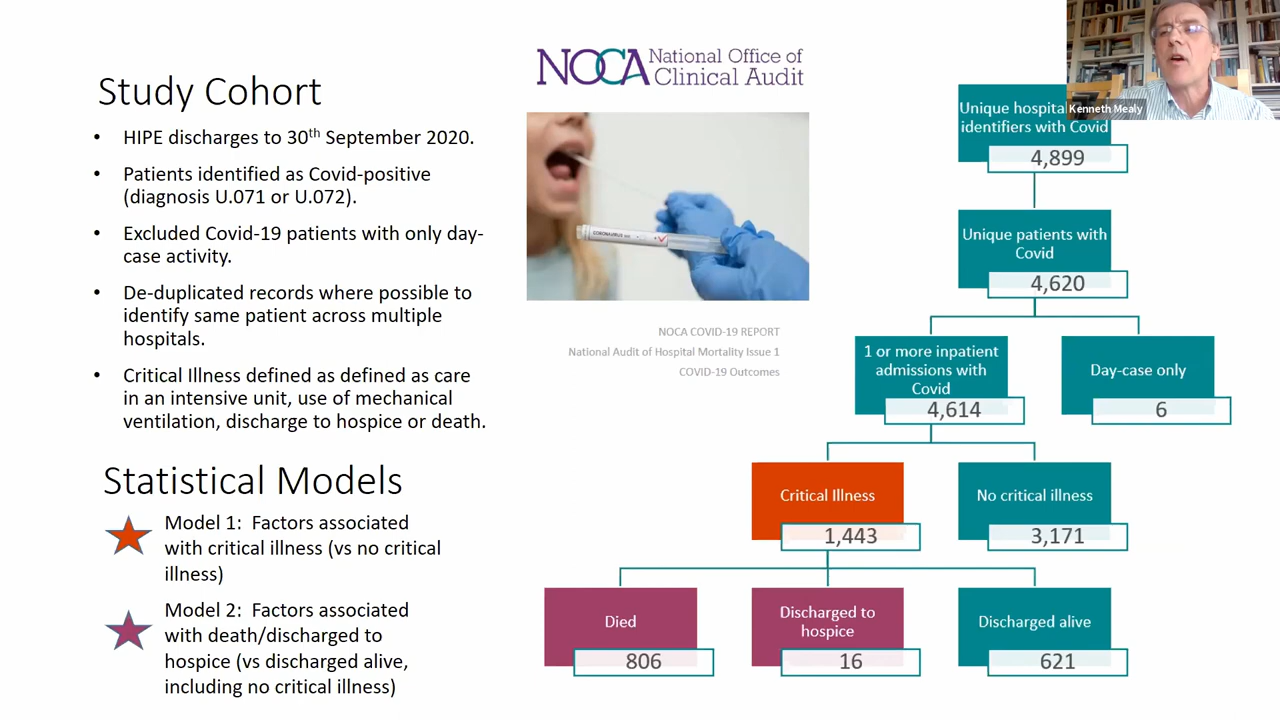 Study Cohort
• HIPE discharges to 30th September 2020.
• Patients identified as Covid-positive
(diagnosis U.071 or U.072).
• Excluded Covid-19 patients with only day-
case activity.
• De-duplicated records where possible to
identify same patient across multiple
hospitals.
• Critical Illness defined as defined as care
in an intensive unit, use of mechanical
ventilation, discharge to hospice or death.
Statistical Models
Model 1: Factors associated
with critical illness (vs no critical
illness)
Model 2: Factors associated
with death/discharged to
hospice (vs discharged alive,
including no critical illness)
NOCA National Office of
Clinical Audit
CORONAVIRUS
NOCA COVID-19 REPORT
National Audit of Hospital Mortality Issue 1
COVID-19 Outcomes
Kenneth Mealy
Unique
identifiers with Covid
4,899
Unique patients with
Covid
4,620
1 or more inpatient
admissions with
Covid
4,614
Day-case only
6
Critical Illness
1,443
No critical illness
3,171
Died
806
Discharged to
hospice
16
Discharged alive
621